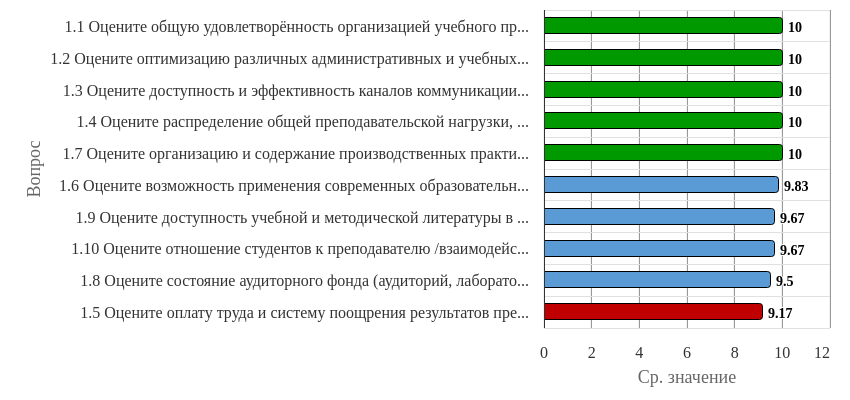 1.1 Оцените общую удовлетворённость организацией учебного пр... 10
1.2 Оцените оптимизацию различных административных и учебных... 10
1.3 Оцените доступность и эффективность каналов коммуникации... 10
1.4 Оцените распределение общей преподавательской нагрузки, ... 10
1.7 Оцените организацию и содержание производственных практи... 10
1.6 Оцените возможность применения современных образовательн... 9.83
1.9 Оцените доступность учебной и методической литературы в ... 9.67
1.10 Оцените отношение студентов к преподавателю /взаимодейс... 9.67
1.8 Оцените состояние аудиторного фонда (аудиторий, лаборато... 9.5
1.5 Оцените оплату труда и систему поощрения результатов пре... 9.17
Вопрос
0 2 4 6 8 10 12
Ср. значение